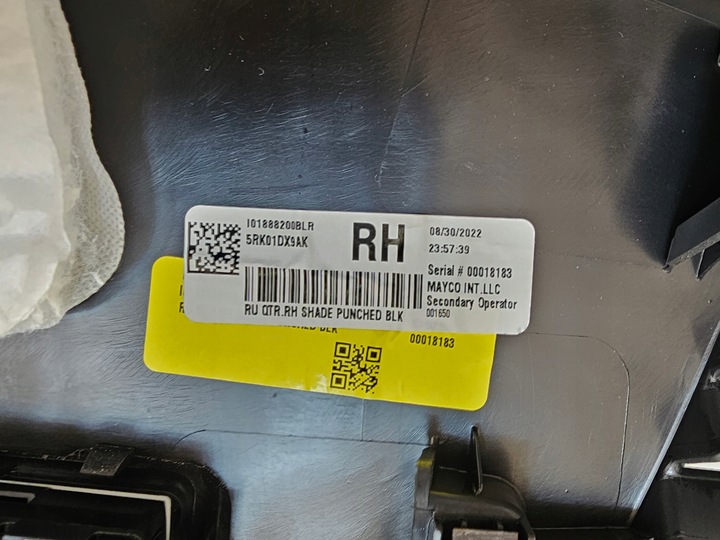 I01888200BLR
5RK01DX9AK
RH
08/30/2022
23:57:39
Serial # 00018183
MAYCO INT.LLC
Secondary Operator
001650
RU QTR.RH SHADE PUNCHED BLK
00018183